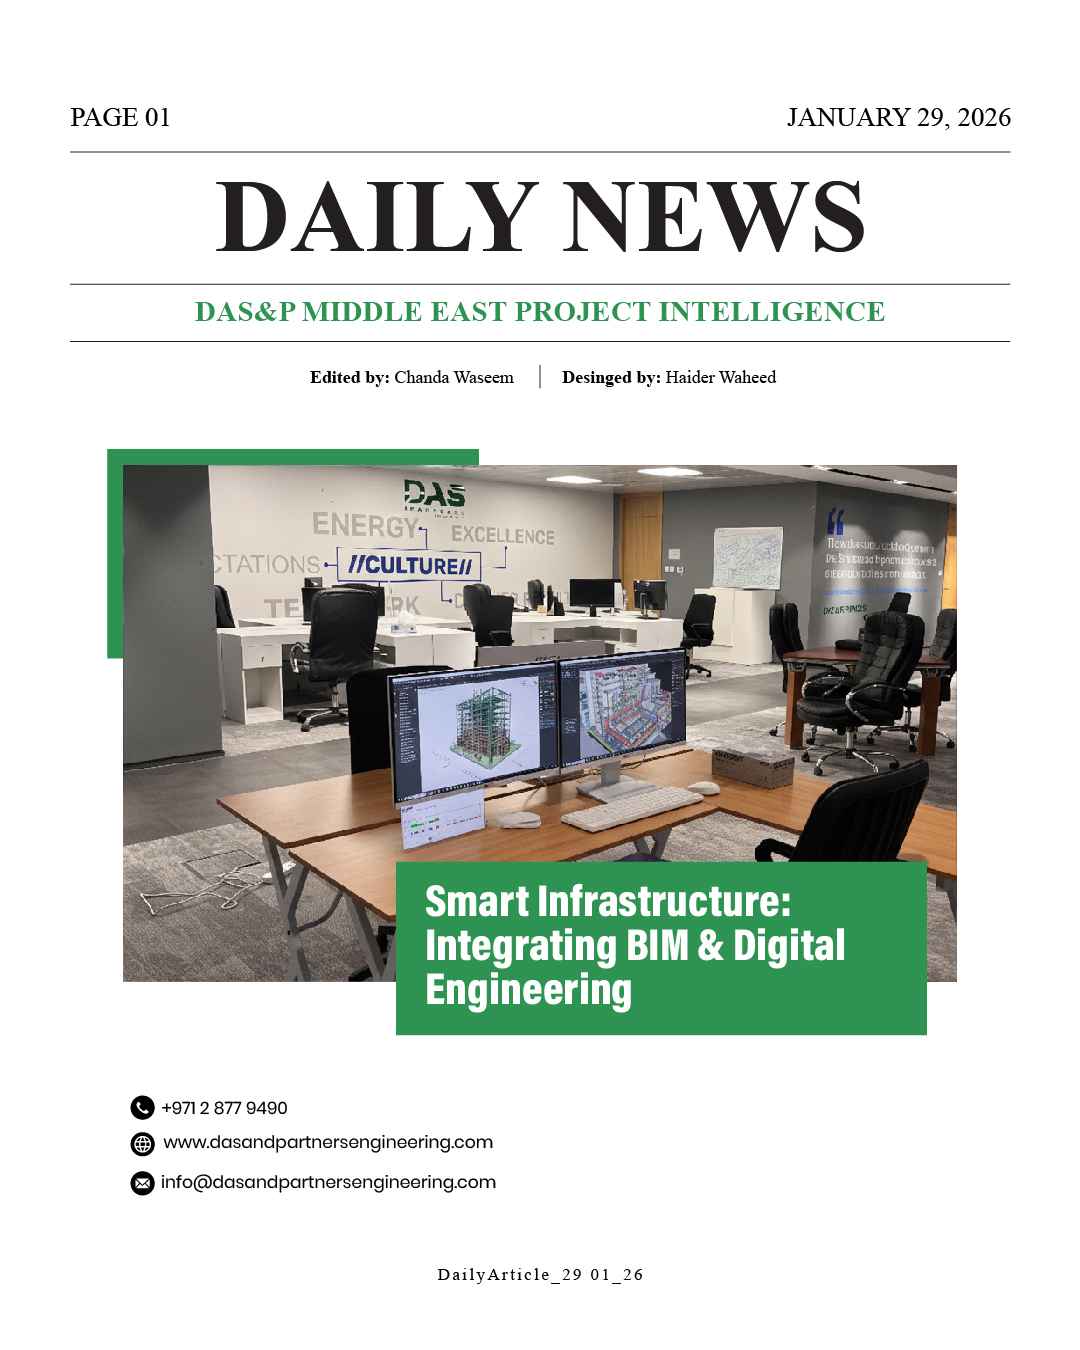 PAGE 01
JANUARY 29, 2026
DAILY NEWS
DAS&P MIDDLE EAST PROJECT INTELLIGENCE
Edited by: Chanda Waseem
Desinged by: Haider Waheed
DAS
ENERGY
EXCELLENCE
CTATIONS
//CULTURE//
Smart Infrastructure:
Integrating BIM & Digital
Engineering
+971 2 877 9490
www.dasandpartnersengineering.com
info@dasandpartnersengineering.com
DailyArticle_29 01_26